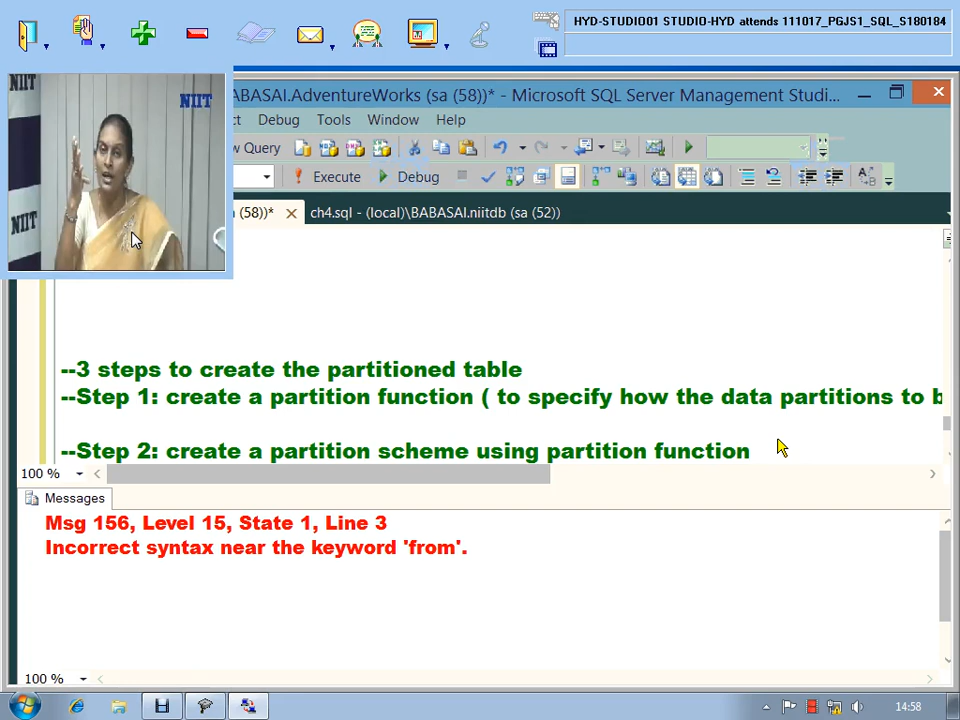 HYD-STUDIO01 STUDIO-HYD attends 111017_PGJS1_SQL_S180184
NIIT
NIIT
NIIT
BABASAI.AdventureWorks (sa (58))* - Microsoft SQL Server Management Studi...
ct Debug Tools Window Help
w Query
Execute Debug
(58))* ch4.sql - (local)\BABASAI.niitdb (sa (52))
--3 steps to create the partitioned table
--Step 1: create a partition function ( to specify how the data partitions to b
--Step 2: create a partition scheme using partition function
100 %
Messages
Msg 156, Level 15, State 1, Line 3
Incorrect syntax near the keyword 'from'.
100 %
14:58